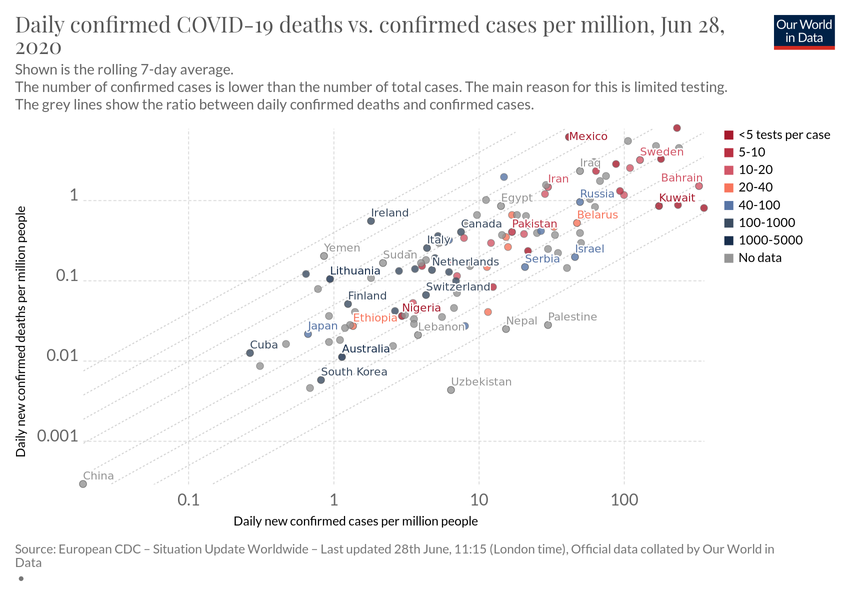 Daily confirmed COVID-19 deaths vs. confirmed cases per million, Jun 28,
2020
Our World
in Data
Shown is the rolling 7-day average.
The number of confirmed cases is lower than the number of total cases. The main reason for this is limited testing.
The grey lines show the ratio between daily confirmed deaths and confirmed cases.
Daily new confirmed deaths per million people
1
0.1
0.01
0.001
Mexico
Sweden
Iraq
Iran
Bahrain
Egypt
Russia
Kuwait
Ireland
Belarus
Canada
Pakistan
Italy
Yemen
Sudan
Israel
Netherlands
Serbia
Lithuania
Switzerland
Finland
Nigeria
Ethiopia
Palestine
Japan
Lebanon
Nepal
Cuba
Australia
South Korea
Uzbekistan
China
<5 tests per case
5-10
10-20
20-40
40-100
100-1000
1000-5000
No data
0.1
1
10
100
Daily new confirmed cases per million people
Source: European CDC – Situation Update Worldwide – Last updated 28th June, 11:15 (London time), Official data collated by Our World in
Data